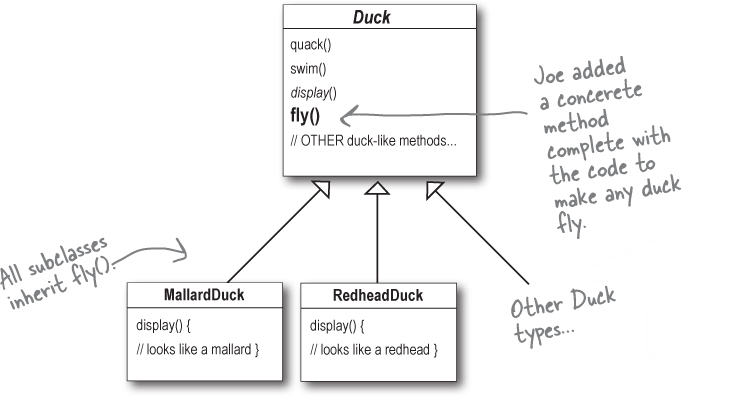 Duck
quack()
swim()
display()
fly()
// OTHER duck-like methods...
Joe added
a concerete
method
complete with
the code to
make any duck
fly.
All subclasses
inherit fly().
MallardDuck
display() {
// looks like a mallard }
RedheadDuck
display() {
// looks like a redhead }
Other Duck
types...